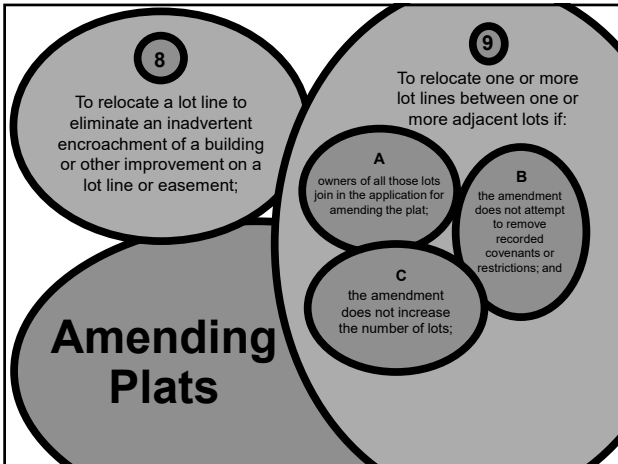 8
To relocate a lot line to
eliminate an inadvertent
encroachment of a building
or other improvement on a
lot line or easement;
9
To relocate one or more
lot lines between one or
more adjacent lots if:
A
owners of all those lots
join in the application for
amending the plat;
B
the amendment
does not attempt
to remove
recorded
covenants or
restrictions; and
C
the amendment
does not increase
the number of lots;
Amending
Plats